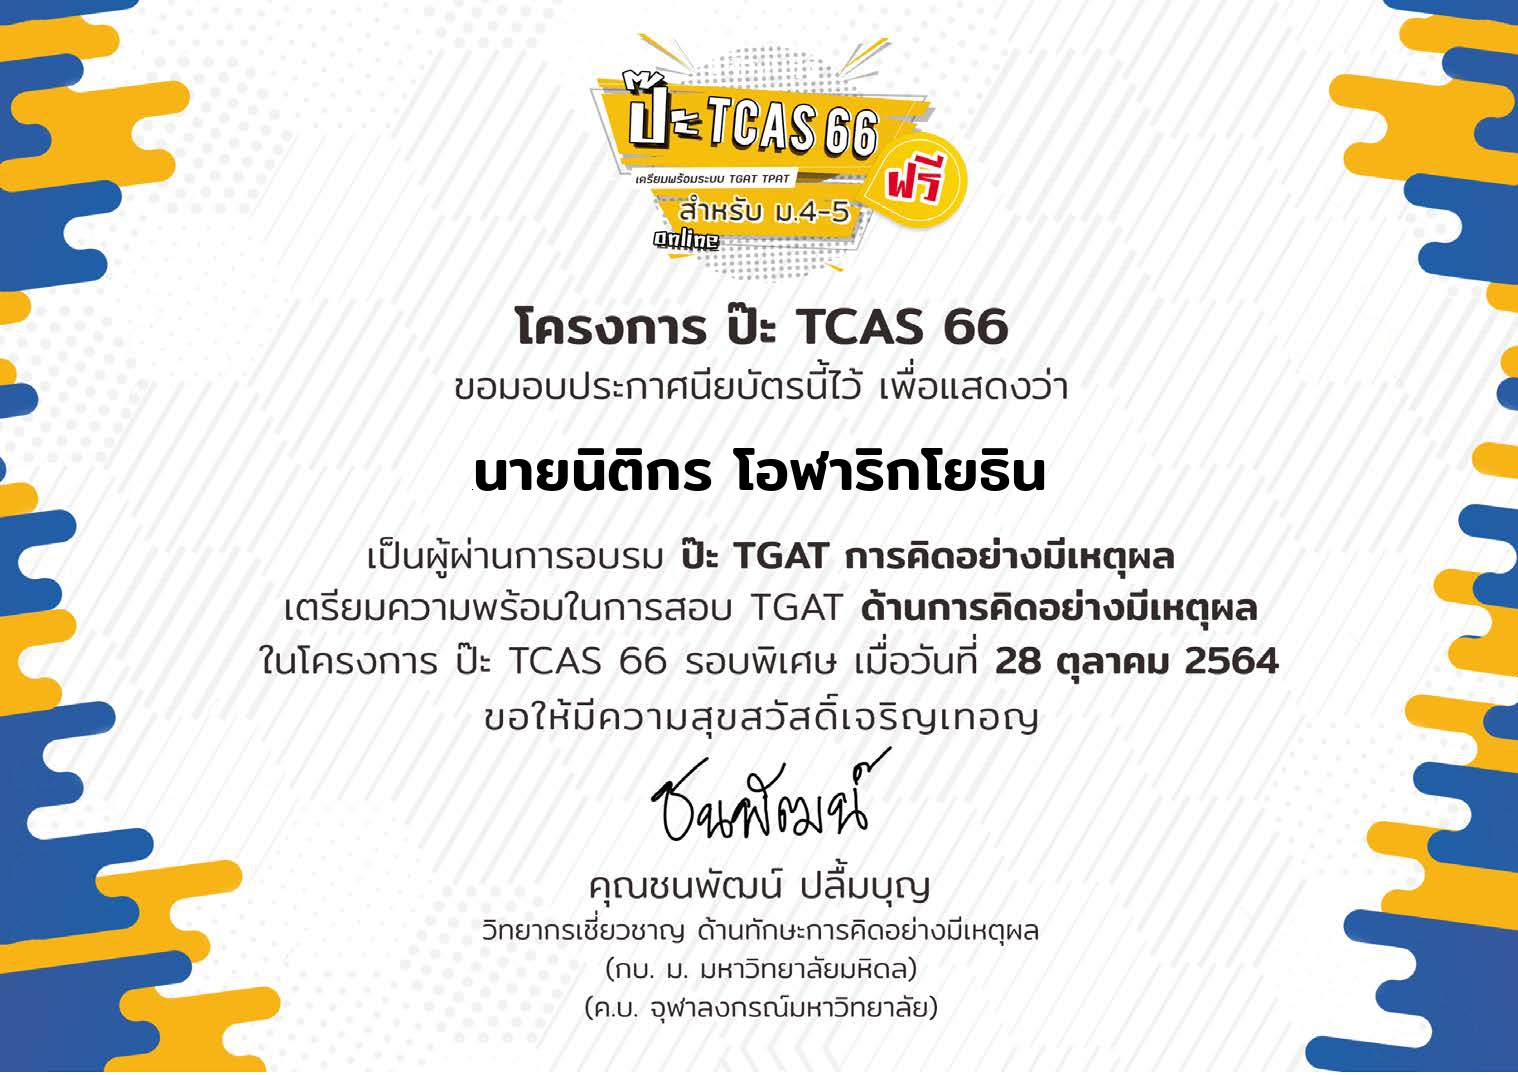 ป๊ะ TCAS 66
ฟรี
เตรียมพร้อมระบบ TGAT TPAT
สำหรับ ม.4-5
online
โครงการ ป๊ะ TCAS 66
ขอมอบประกาศนียบัตรนี้ไว้ เพื่อแสดงว่า
นายนิติกร โอฬาริกโยธิน
เป็นผู้ผ่านการอบรม ป๊ะ TGAT การคิดอย่างมีเหตุผล
เตรียมความพร้อมในการสอบ TGAT ด้านการคิดอย่างมีเหตุผล
ในโครงการ ป๊ะ TCAS 66 รอบพิเศษ เมื่อวันที่ 28 ตุลาคม 2564
ขอให้มีความสุขสวัสดิ์เจริญเทอญ
ชนพัฒน์
คุณชนพัฒน์ ปลื้มบุญ
วิทยากรเชี่ยวชาญ ด้านทักษะการคิดอย่างมีเหตุผล
(กบ. ม. มหาวิทยาลัยมหิดล)
(ค.บ. จุฬาลงกรณ์มหาวิทยาลัย)